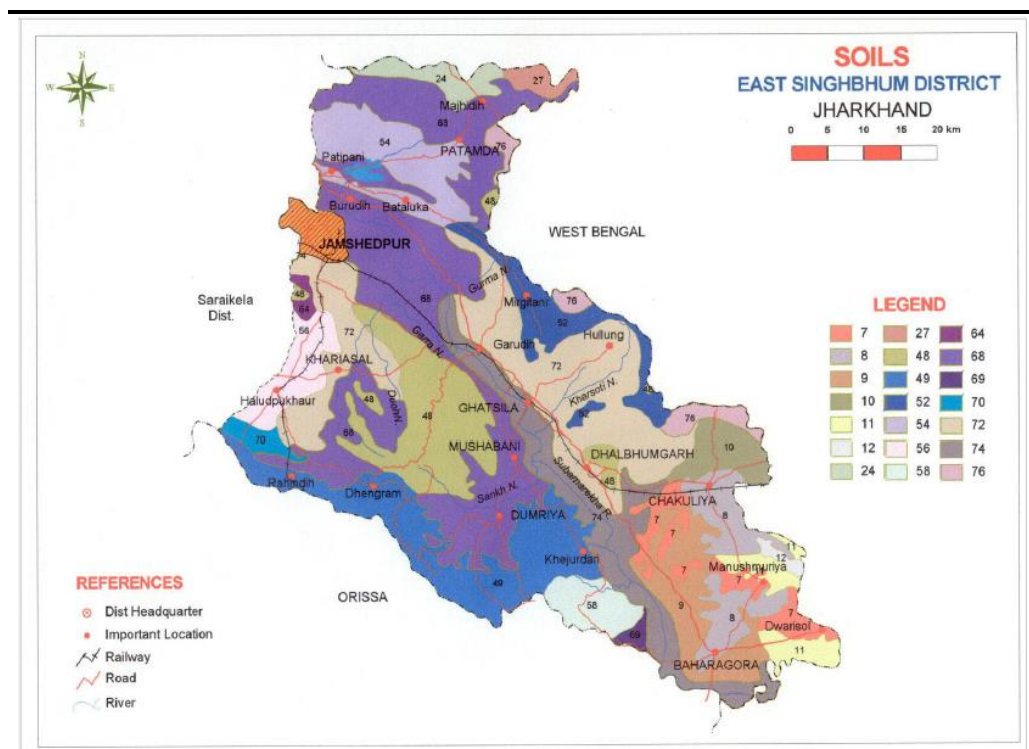 SOILS
EAST SINGHBHUM DISTRICT
JHARKHAND
0 5 10 15 20 km
N
W E
S
24
27
Majhidih
68
54
PATAMDA
76
Patipani
Burudih
Bataluka
48
JAMSHEDPUR
WEST BENGAL
Gurma N.
Saraikela
Dist.
48
64
68
Mirgitanr
76
52
56
72
Garra N.
Garudih
Hullung
KHARIASAL
72
Haludpukhaur
48
Kharsoti N.
48
GHATSILA
52
76
68
48
70
MUSHABANI
DHALBHUMGARH
10
Subarnarekha R.
48
Dhengram
Sankh N.
CHAKULIYA
DUMRIYA
74
7
8
7
11
12
Khejurdari
Manushmuriya
7
7
49
ORISSA
58
9
8
7
Dwarisol
69
BAHARAGORA
11
LEGEND
7 27 64
8 48 68
9 49 69
10 52 70
11 54 72
12 56 74
24 58 76
REFERENCES
Dist Headquarter
Important Location
Railway
Road
River